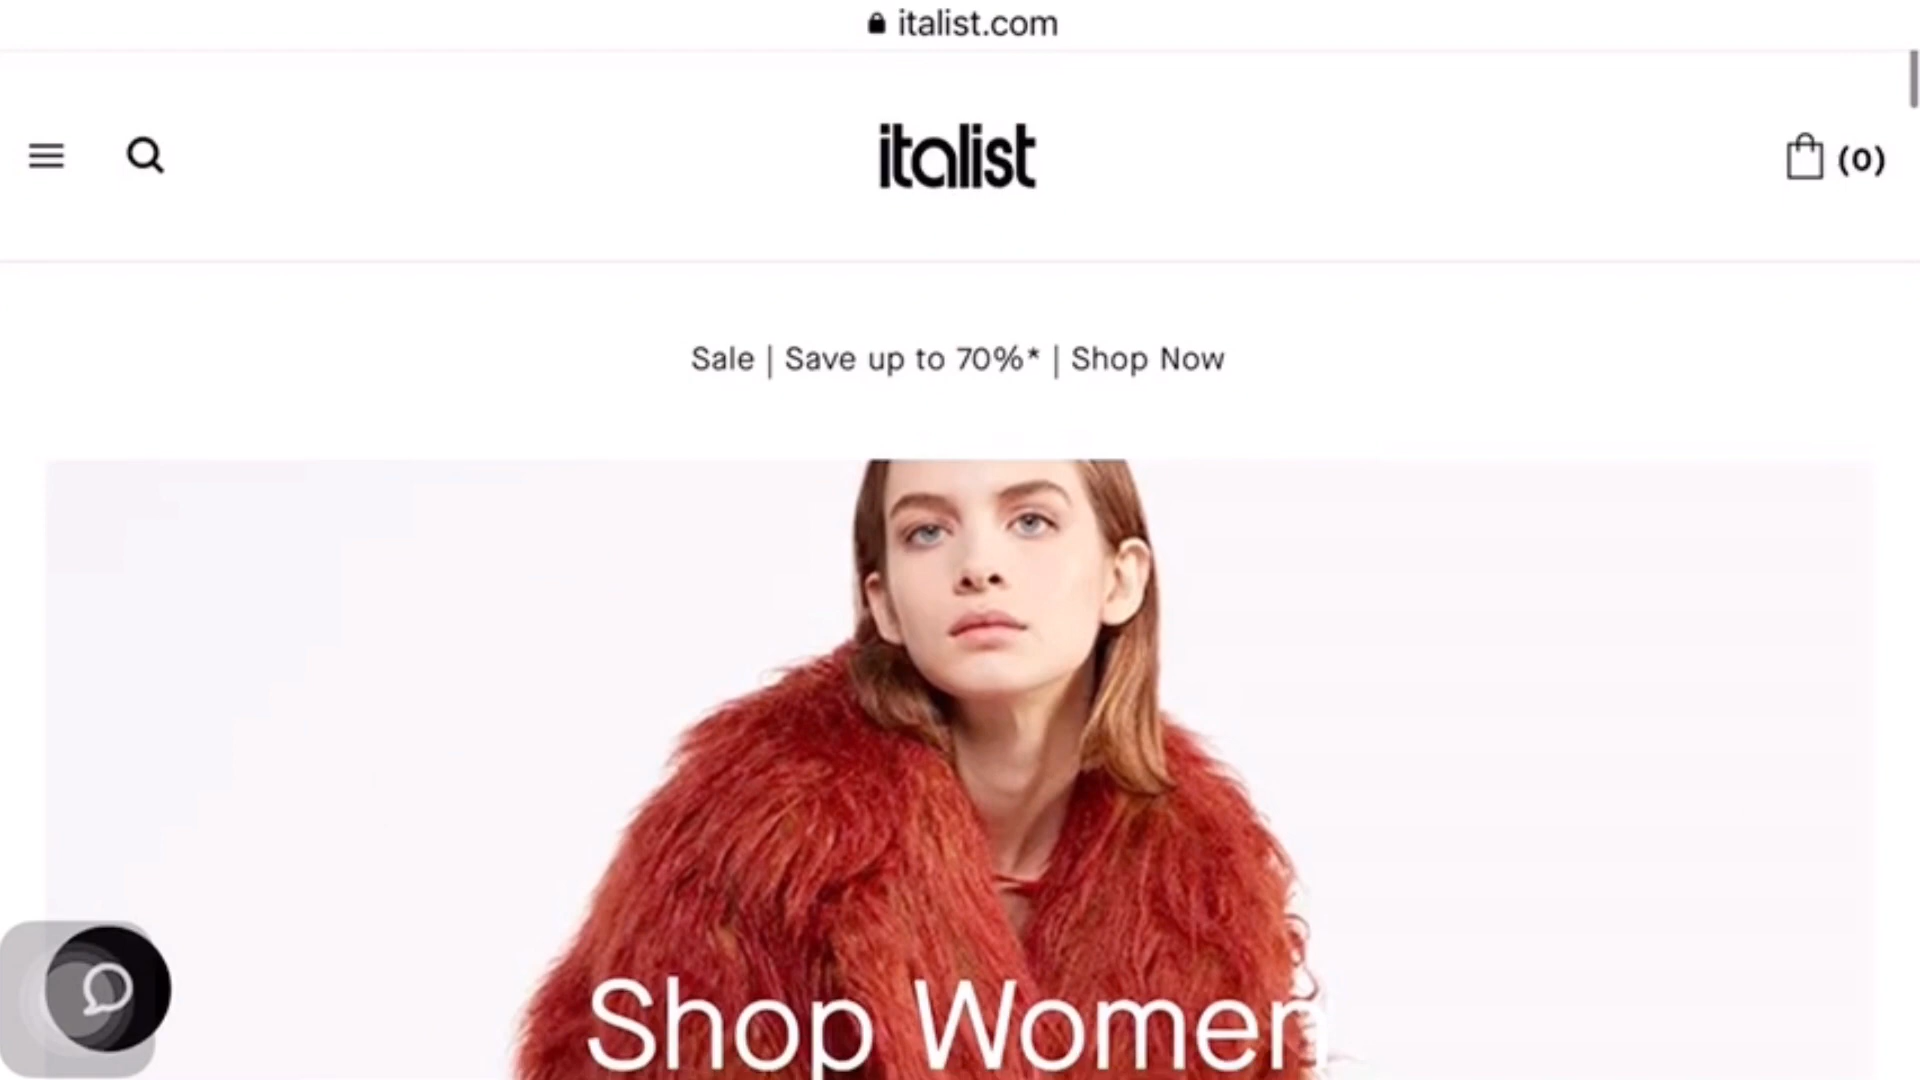 italist.com
italist
(0)
Sale | Save up to 70%* | Shop Now
Shop Women